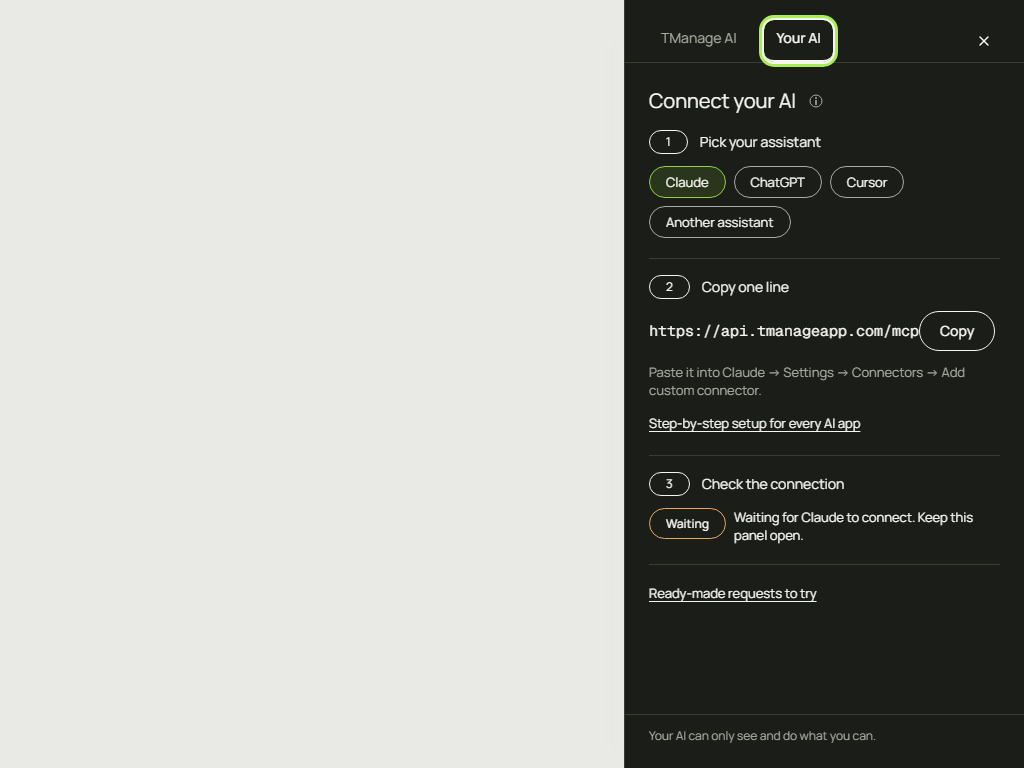 TManage AI
Your AI
Connect your AI
1 Pick your assistant
Claude ChatGPT Cursor
Another assistant
2 Copy one line
https://api.tmanageapp.com/mcp Copy
Paste it into Claude → Settings → Connectors → Add
custom connector.
Step-by-step setup for every AI app
3 Check the connection
Waiting
Waiting for Claude to connect. Keep this
panel open.
Ready-made requests to try
Your AI can only see and do what you can.